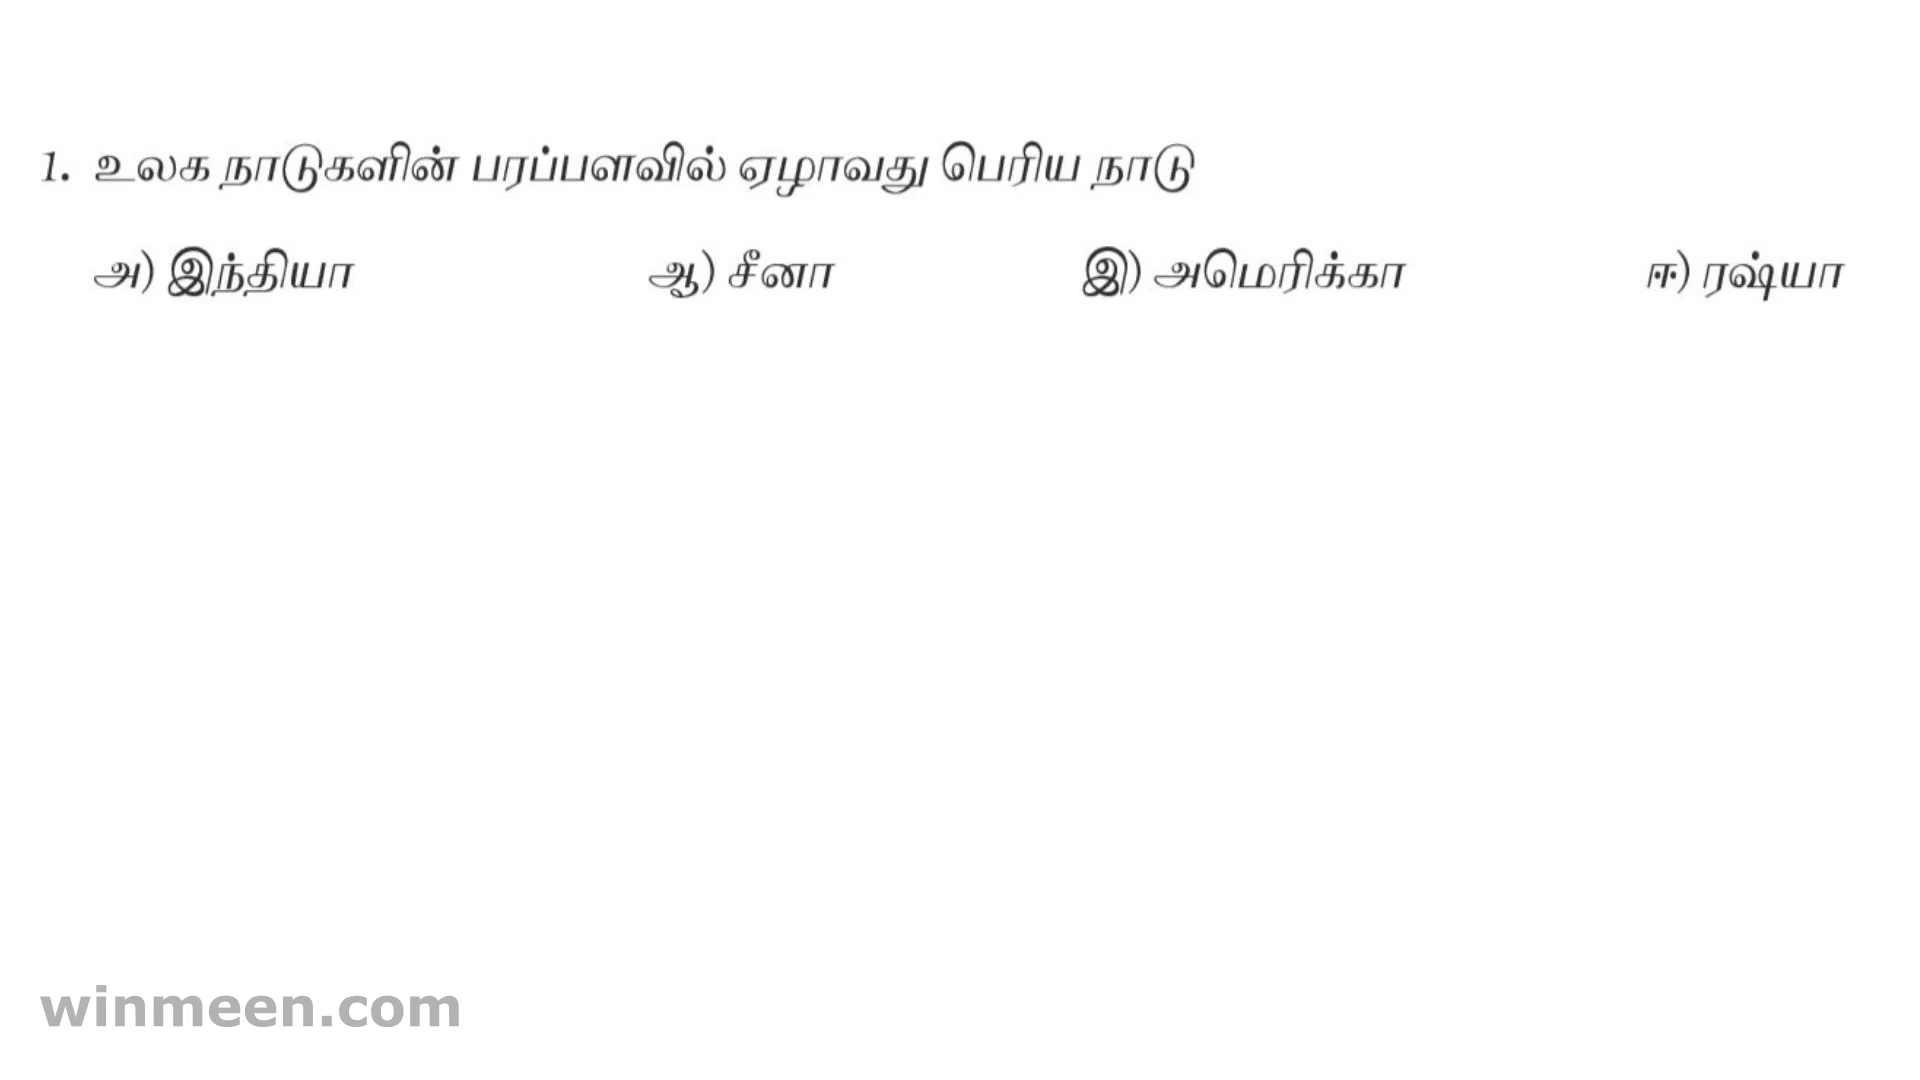 1. உலக நாடுகளின் பரப்பளவில் ஏழாவது பெரிய நாடு
அ) இந்தியா ஆ) சீனா இ) அமெரிக்கா ஈ) ரஷ்யா
winmeen.com